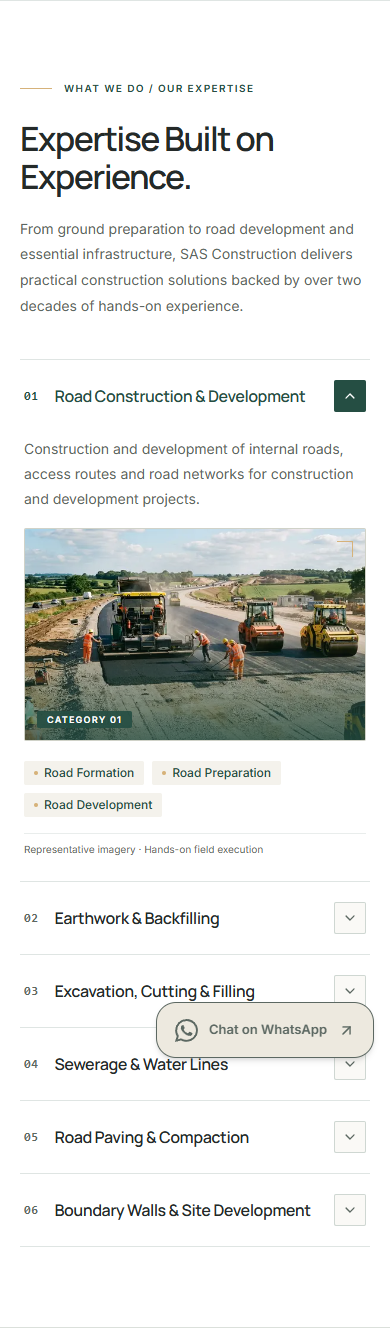 WHAT WE DO / OUR EXPERTISE
Expertise Built on
Experience.
From ground preparation to road development and
essential infrastructure, SAS Construction delivers
practical construction solutions backed by over two
decades of hands-on experience.
01 Road Construction & Development
Construction and development of internal roads,
access routes and road networks for construction
and development projects.
CATEGORY 01
Road Formation
Road Preparation
Road Development
Representative imagery · Hands-on field execution
02 Earthwork & Backfilling
03 Excavation, Cutting & Filling
Chat on WhatsApp
04 Sewerage & Water Lines
05 Road Paving & Compaction
06 Boundary Walls & Site Development